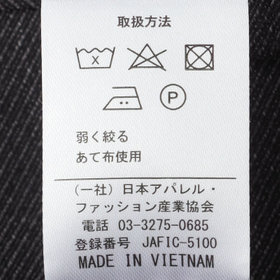 取扱方法
P
弱く絞る
あて布使用
(一社)日本アパレル・
ファッション産業協会
電話 03-3275-0685
登録番号 JAFIC-5100
MADE IN VIETNAM